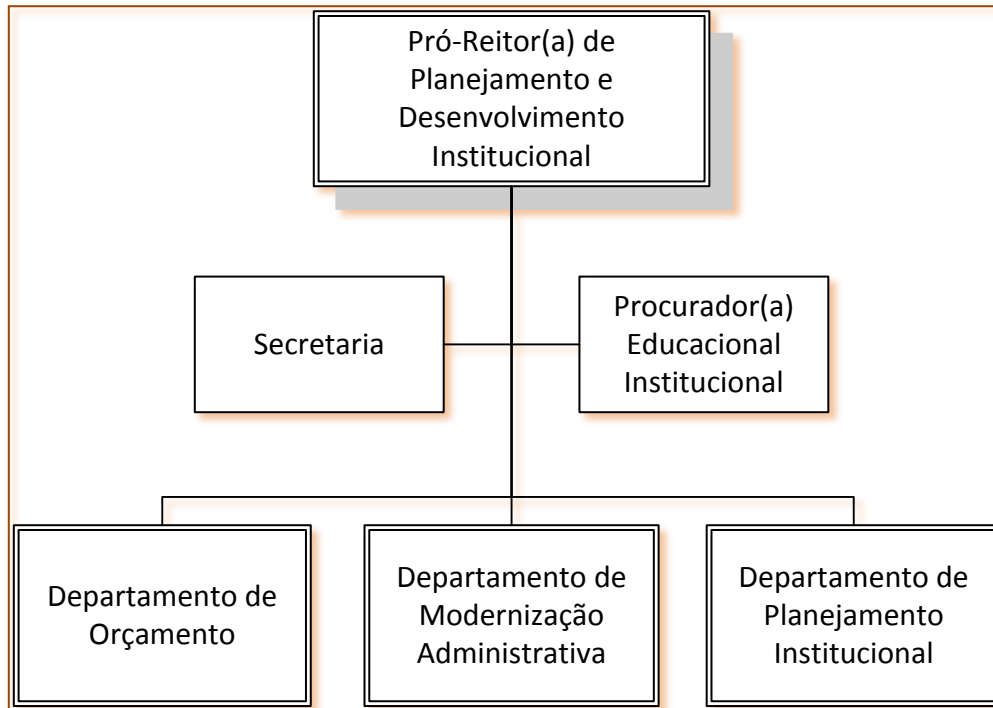 Pró-Reitor(a) de
Planejamento e
Desenvolvimento
Institucional
Secretaria
Procurador(a)
Educacional
Institucional
Departamento de
Orçamento
Departamento de
Modernização
Administrativa
Departamento de
Planejamento
Institucional